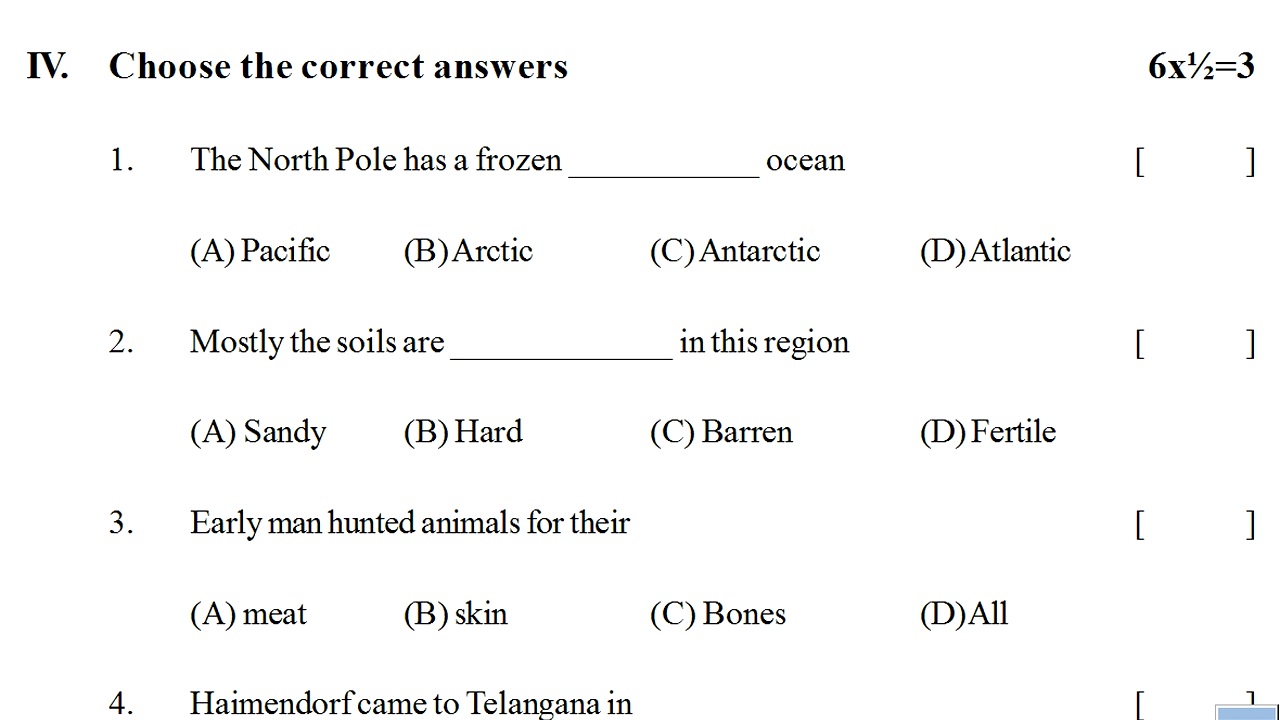 IV. Choose the correct answers 6x½=3
1. The North Pole has a frozen ____________ ocean [ ]
(A) Pacific (B) Arctic (C) Antarctic (D) Atlantic
2. Mostly the soils are ______________ in this region [ ]
(A) Sandy (B) Hard (C) Barren (D) Fertile
3. Early man hunted animals for their [ ]
(A) meat (B) skin (C) Bones (D) All
4. Haimendorf came to Telangana in [ ]